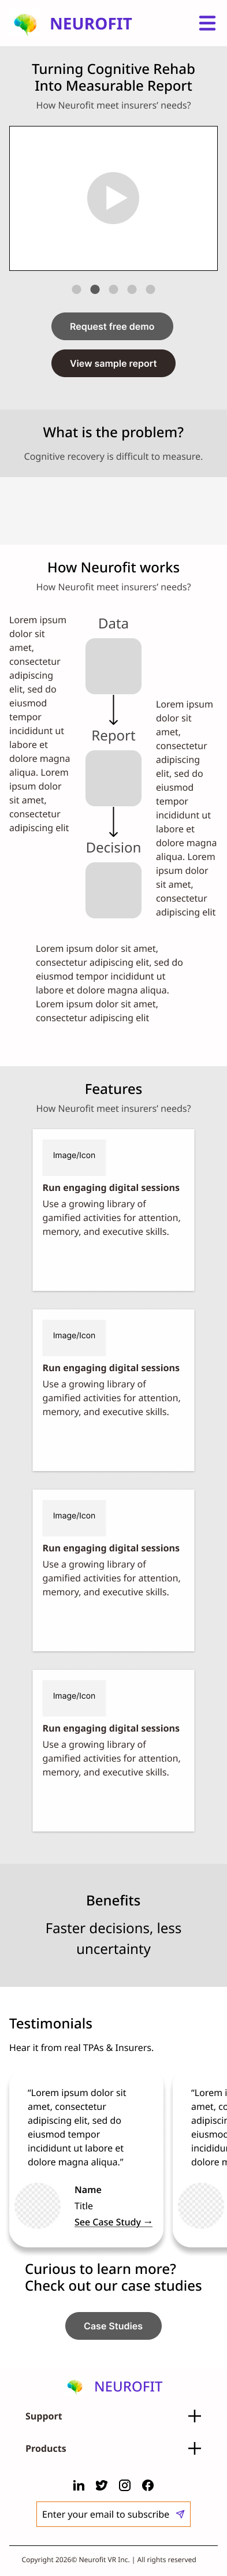 NEUROFIT
Turning Cognitive Rehab
Into Measurable Report
How Neurofit meet insurers’ needs?
Request free demo
View sample report
What is the problem?
Cognitive recovery is difficult to measure.
How Neurofit works
How Neurofit meet insurers’ needs?
Lorem ipsum
dolor sit
amet,
consectetur
adipiscing
elit, sed do
eiusmod
tempor
incididunt ut
labore et
dolore magna
aliqua. Lorem
ipsum dolor
sit amet,
consectetur
adipiscing elit
Data
Report
Decision
Lorem ipsum
dolor sit
amet,
consectetur
adipiscing
elit, sed do
eiusmod
tempor
incididunt ut
labore et
dolore magna
aliqua. Lorem
ipsum dolor
sit amet,
consectetur
adipiscing elit
Lorem ipsum dolor sit amet,
consectetur adipiscing elit, sed do
eiusmod tempor incididunt ut
labore et dolore magna aliqua.
Lorem ipsum dolor sit amet,
consectetur adipiscing elit
Features
How Neurofit meet insurers’ needs?
Image/Icon
Run engaging digital sessions
Use a growing library of
gamified activities for attention,
memory, and executive skills.
Image/Icon
Run engaging digital sessions
Use a growing library of
gamified activities for attention,
memory, and executive skills.
Image/Icon
Run engaging digital sessions
Use a growing library of
gamified activities for attention,
memory, and executive skills.
Image/Icon
Run engaging digital sessions
Use a growing library of
gamified activities for attention,
memory, and executive skills.
Benefits
Faster decisions, less
uncertainty
Testimonials
Hear it from real TPAs & Insurers.
“Lorem ipsum dolor sit
amet, consectetur
adipiscing elit, sed do
eiusmod tempor
incididunt ut labore et
dolore magna aliqua.”
Name
Title
See Case Study →
“Lorem i
amet, co
adipiscin
eiusmod
incididun
dolore m
Curious to learn more?
Check out our case studies
Case Studies
NEUROFIT
Support
Products
Enter your email to subscribe
Copyright 2026© Neurofit VR Inc. | All rights reserved